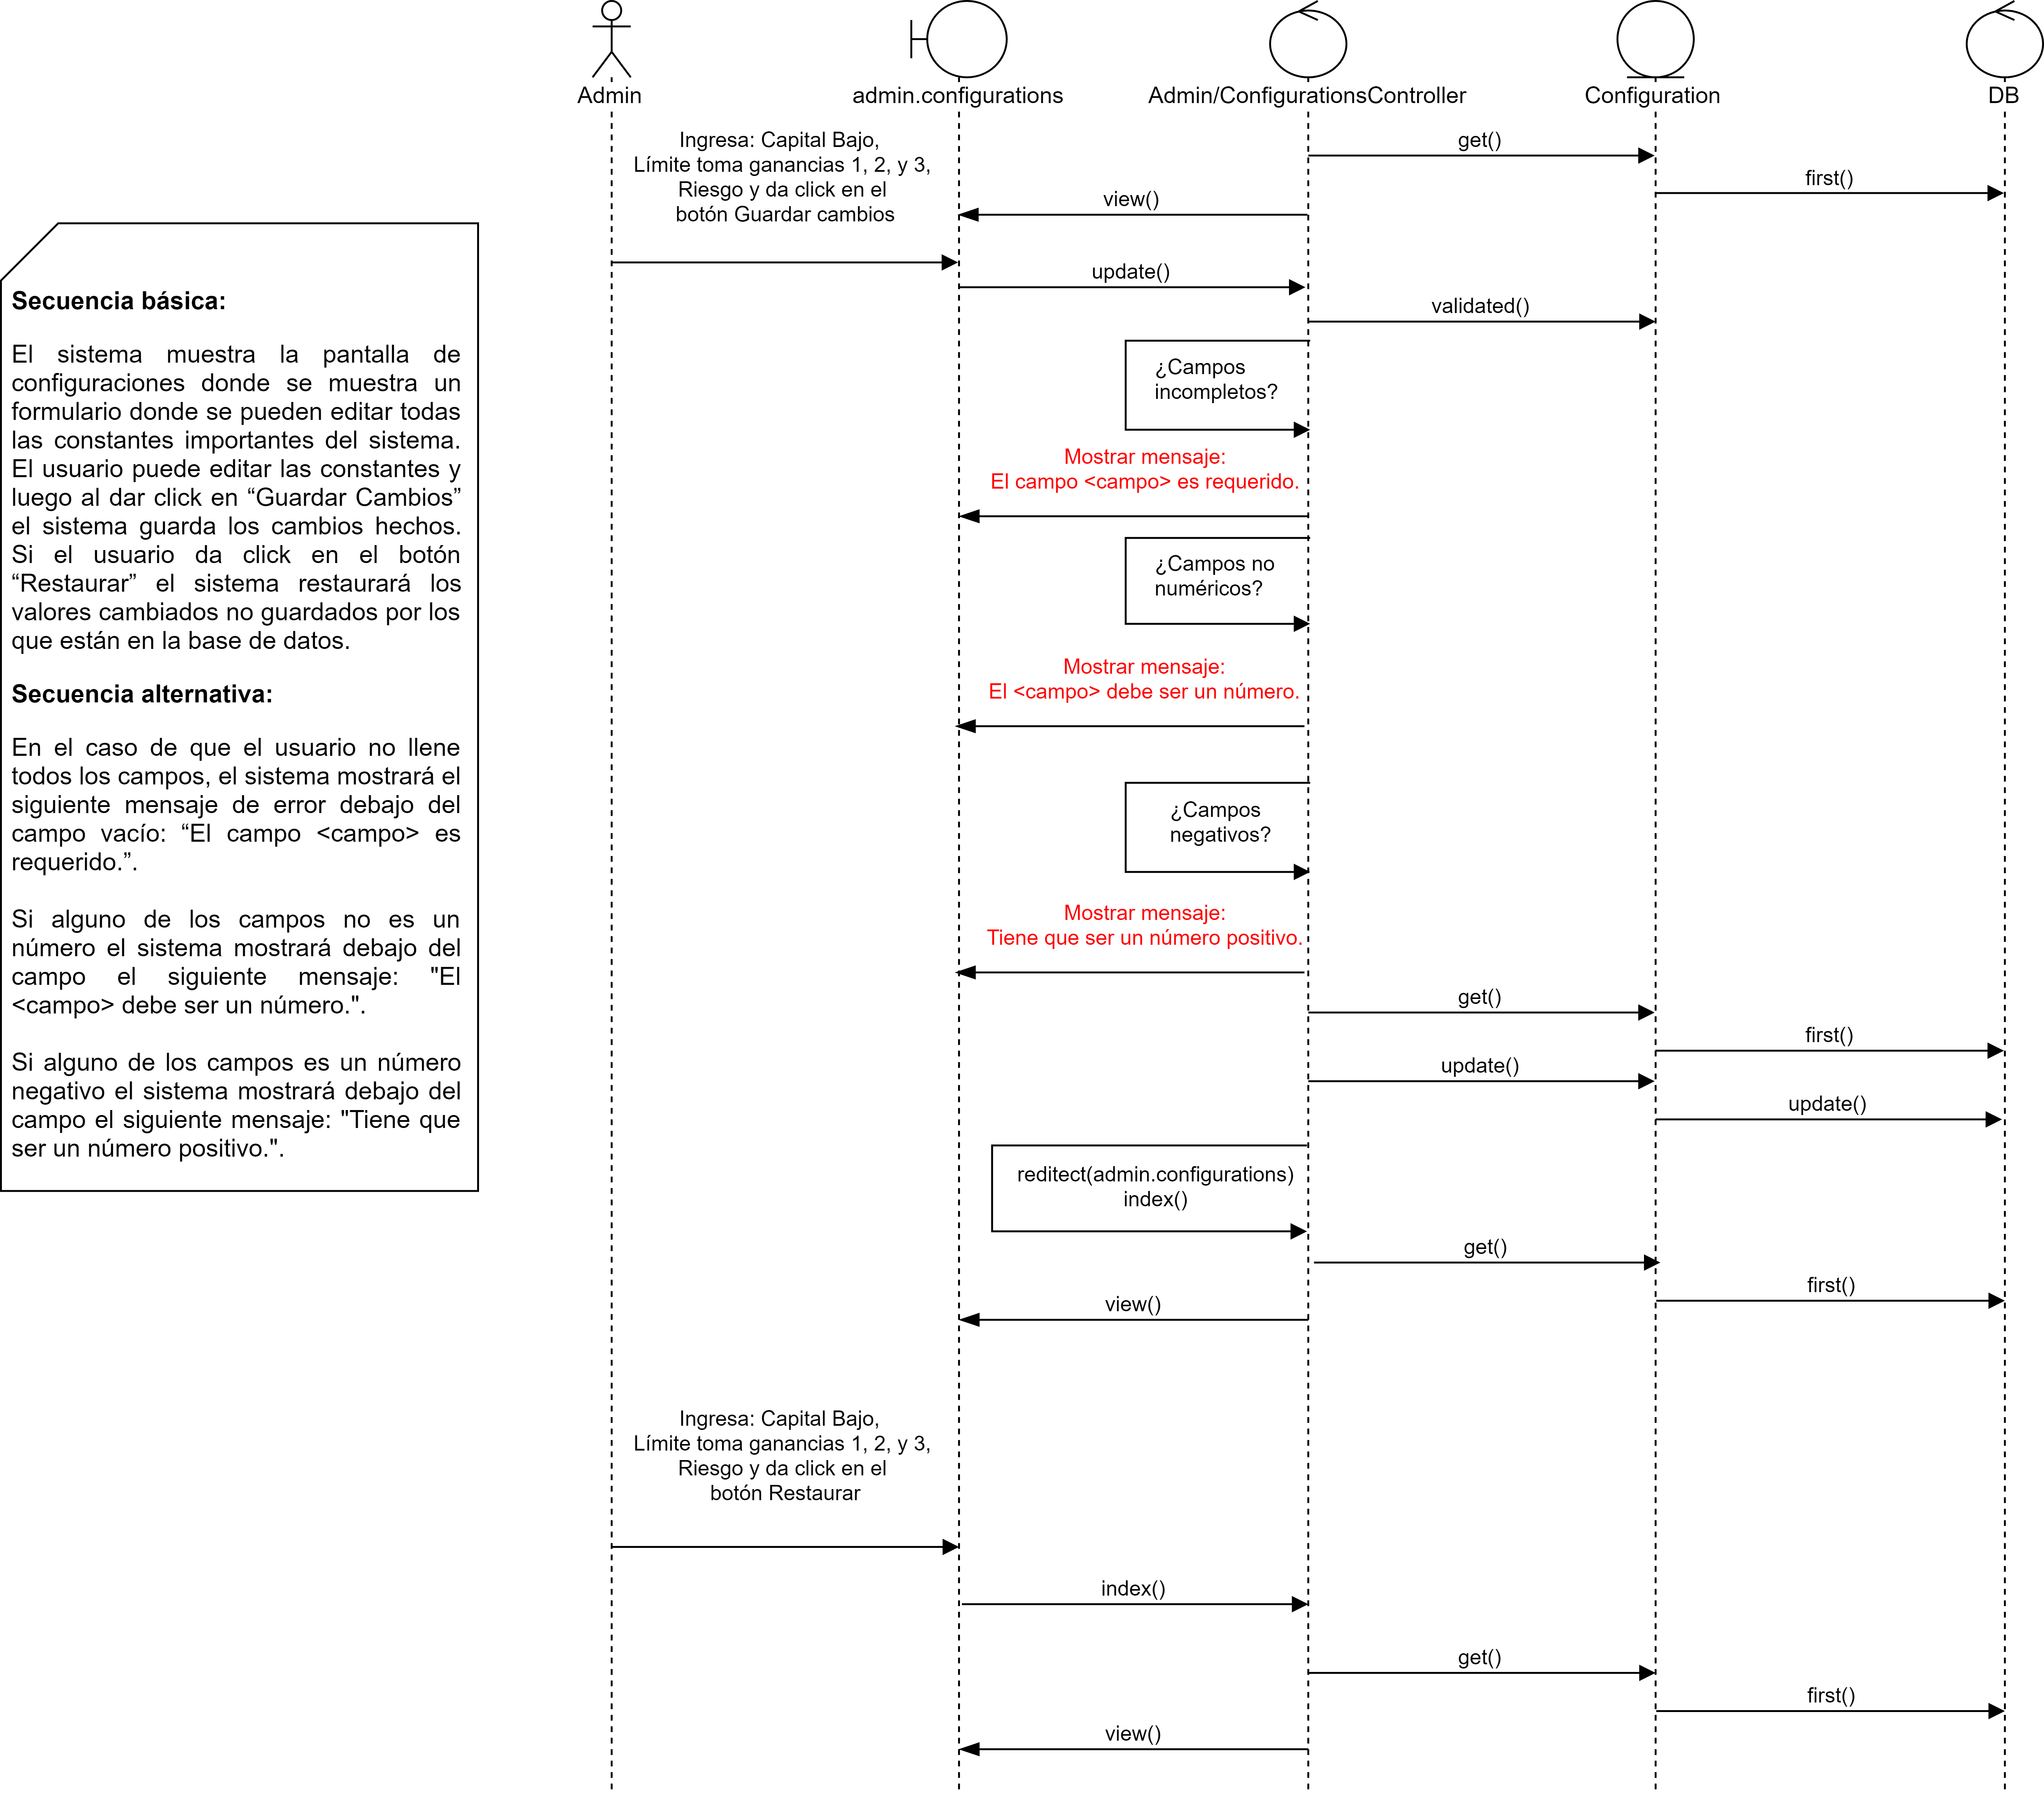 Admin
admin.configurations
Admin/ConfigurationsController
Configuration
DB
Ingresa: Capital Bajo,
Límite toma ganancias 1, 2, y 3,
Riesgo y da click en el
botón Guardar cambios
get()
first()
view()
update()
validated()
¿Campos
incompletos?
Mostrar mensaje:
El campo <campo> es requerido.
¿Campos no
numéricos?
Mostrar mensaje:
El <campo> debe ser un número.
¿Campos
negativos?
Mostrar mensaje:
Tiene que ser un número positivo.
get()
first()
update()
update()
reditect(admin.configurations)
index()
get()
first()
view()
Ingresa: Capital Bajo,
Límite toma ganancias 1, 2, y 3,
Riesgo y da click en el
botón Restaurar
index()
get()
first()
view()
Secuencia básica:
El sistema muestra la pantalla de
configuraciones donde se muestra un
formulario donde se pueden editar todas
las constantes importantes del sistema.
El usuario puede editar las constantes y
luego al dar click en “Guardar Cambios”
el sistema guarda los cambios hechos.
Si el usuario da click en el botón
“Restaurar” el sistema restaurará los
valores cambiados no guardados por los
que están en la base de datos.
Secuencia alternativa:
En el caso de que el usuario no llene
todos los campos, el sistema mostrará el
siguiente mensaje de error debajo del
campo vacío: “El campo <campo> es
requerido.”.
Si alguno de los campos no es un
número el sistema mostrará debajo del
campo el siguiente mensaje: "El
<campo> debe ser un número.".
Si alguno de los campos es un número
negativo el sistema mostrará debajo del
campo el siguiente mensaje: "Tiene que
ser un número positivo.".